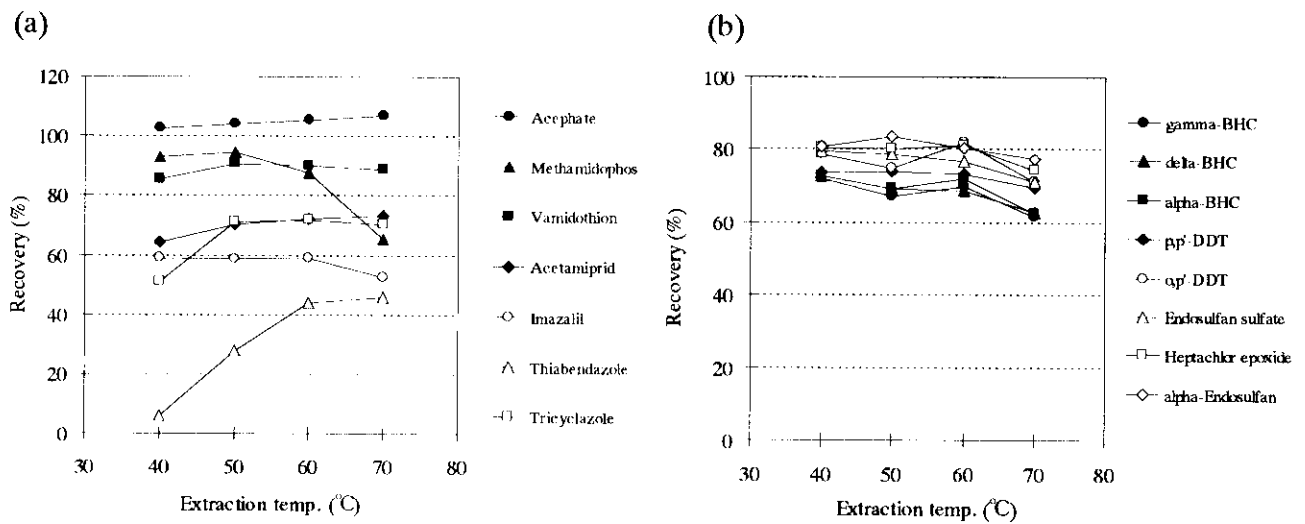 (a)
120
100
80
60
40
20
0
30 40 50 60 70 80
Recovery (%)
Extraction temp. (°C)
Acephate
Methamidophos
Vamidothion
Acetamiprid
Imazalil
Thiabendazole
Tricyclazole
(b)
100
80
60
40
20
0
30 40 50 60 70 80
Recovery (%)
Extraction temp. (°C)
gamma-BHC
delta-BHC
alpha-BHC
p,p'-DDT
o,p'-DDT
Endosulfan sulfate
Heptachlor epoxide
alpha-Endosulfan